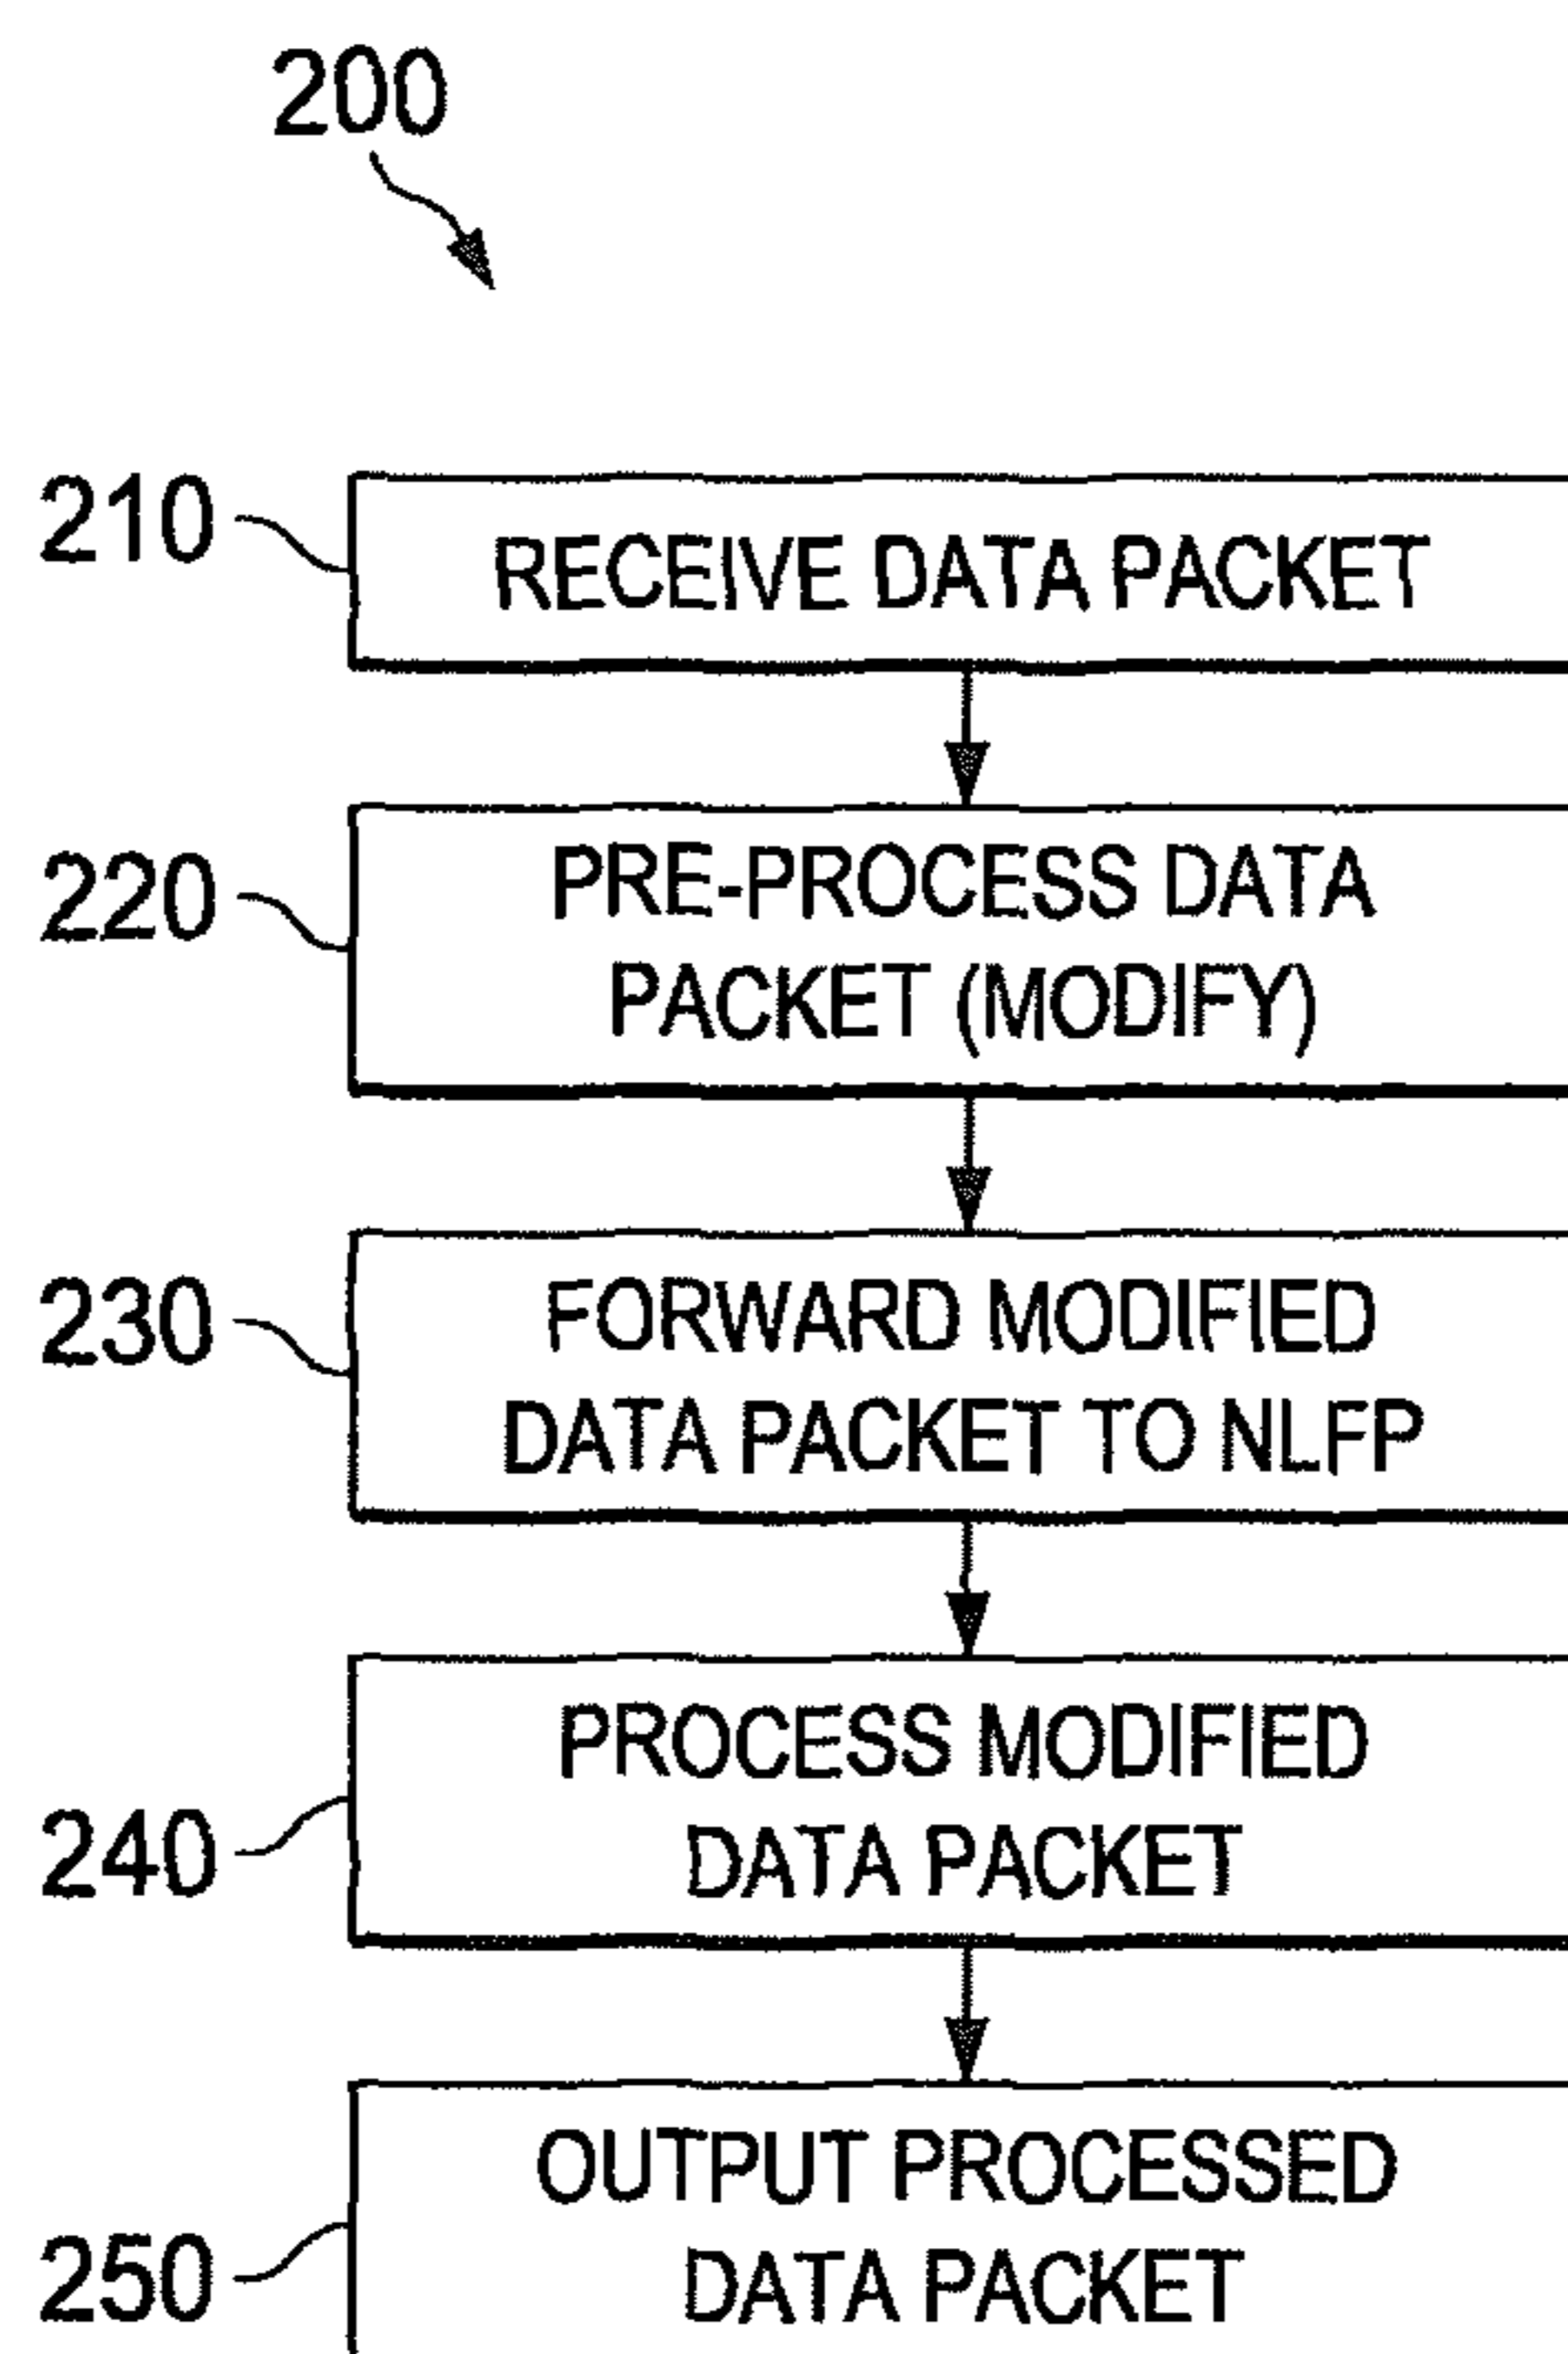 200
210
RECEIVE DATA PACKET
220
PRE-PROCESS DATA
PACKET (MODIFY)
230
FORWARD MODIFIED
DATA PACKET TO NLFP
240
PROCESS MODIFIED
DATA PACKET
250
OUTPUT PROCESSED
DATA PACKET